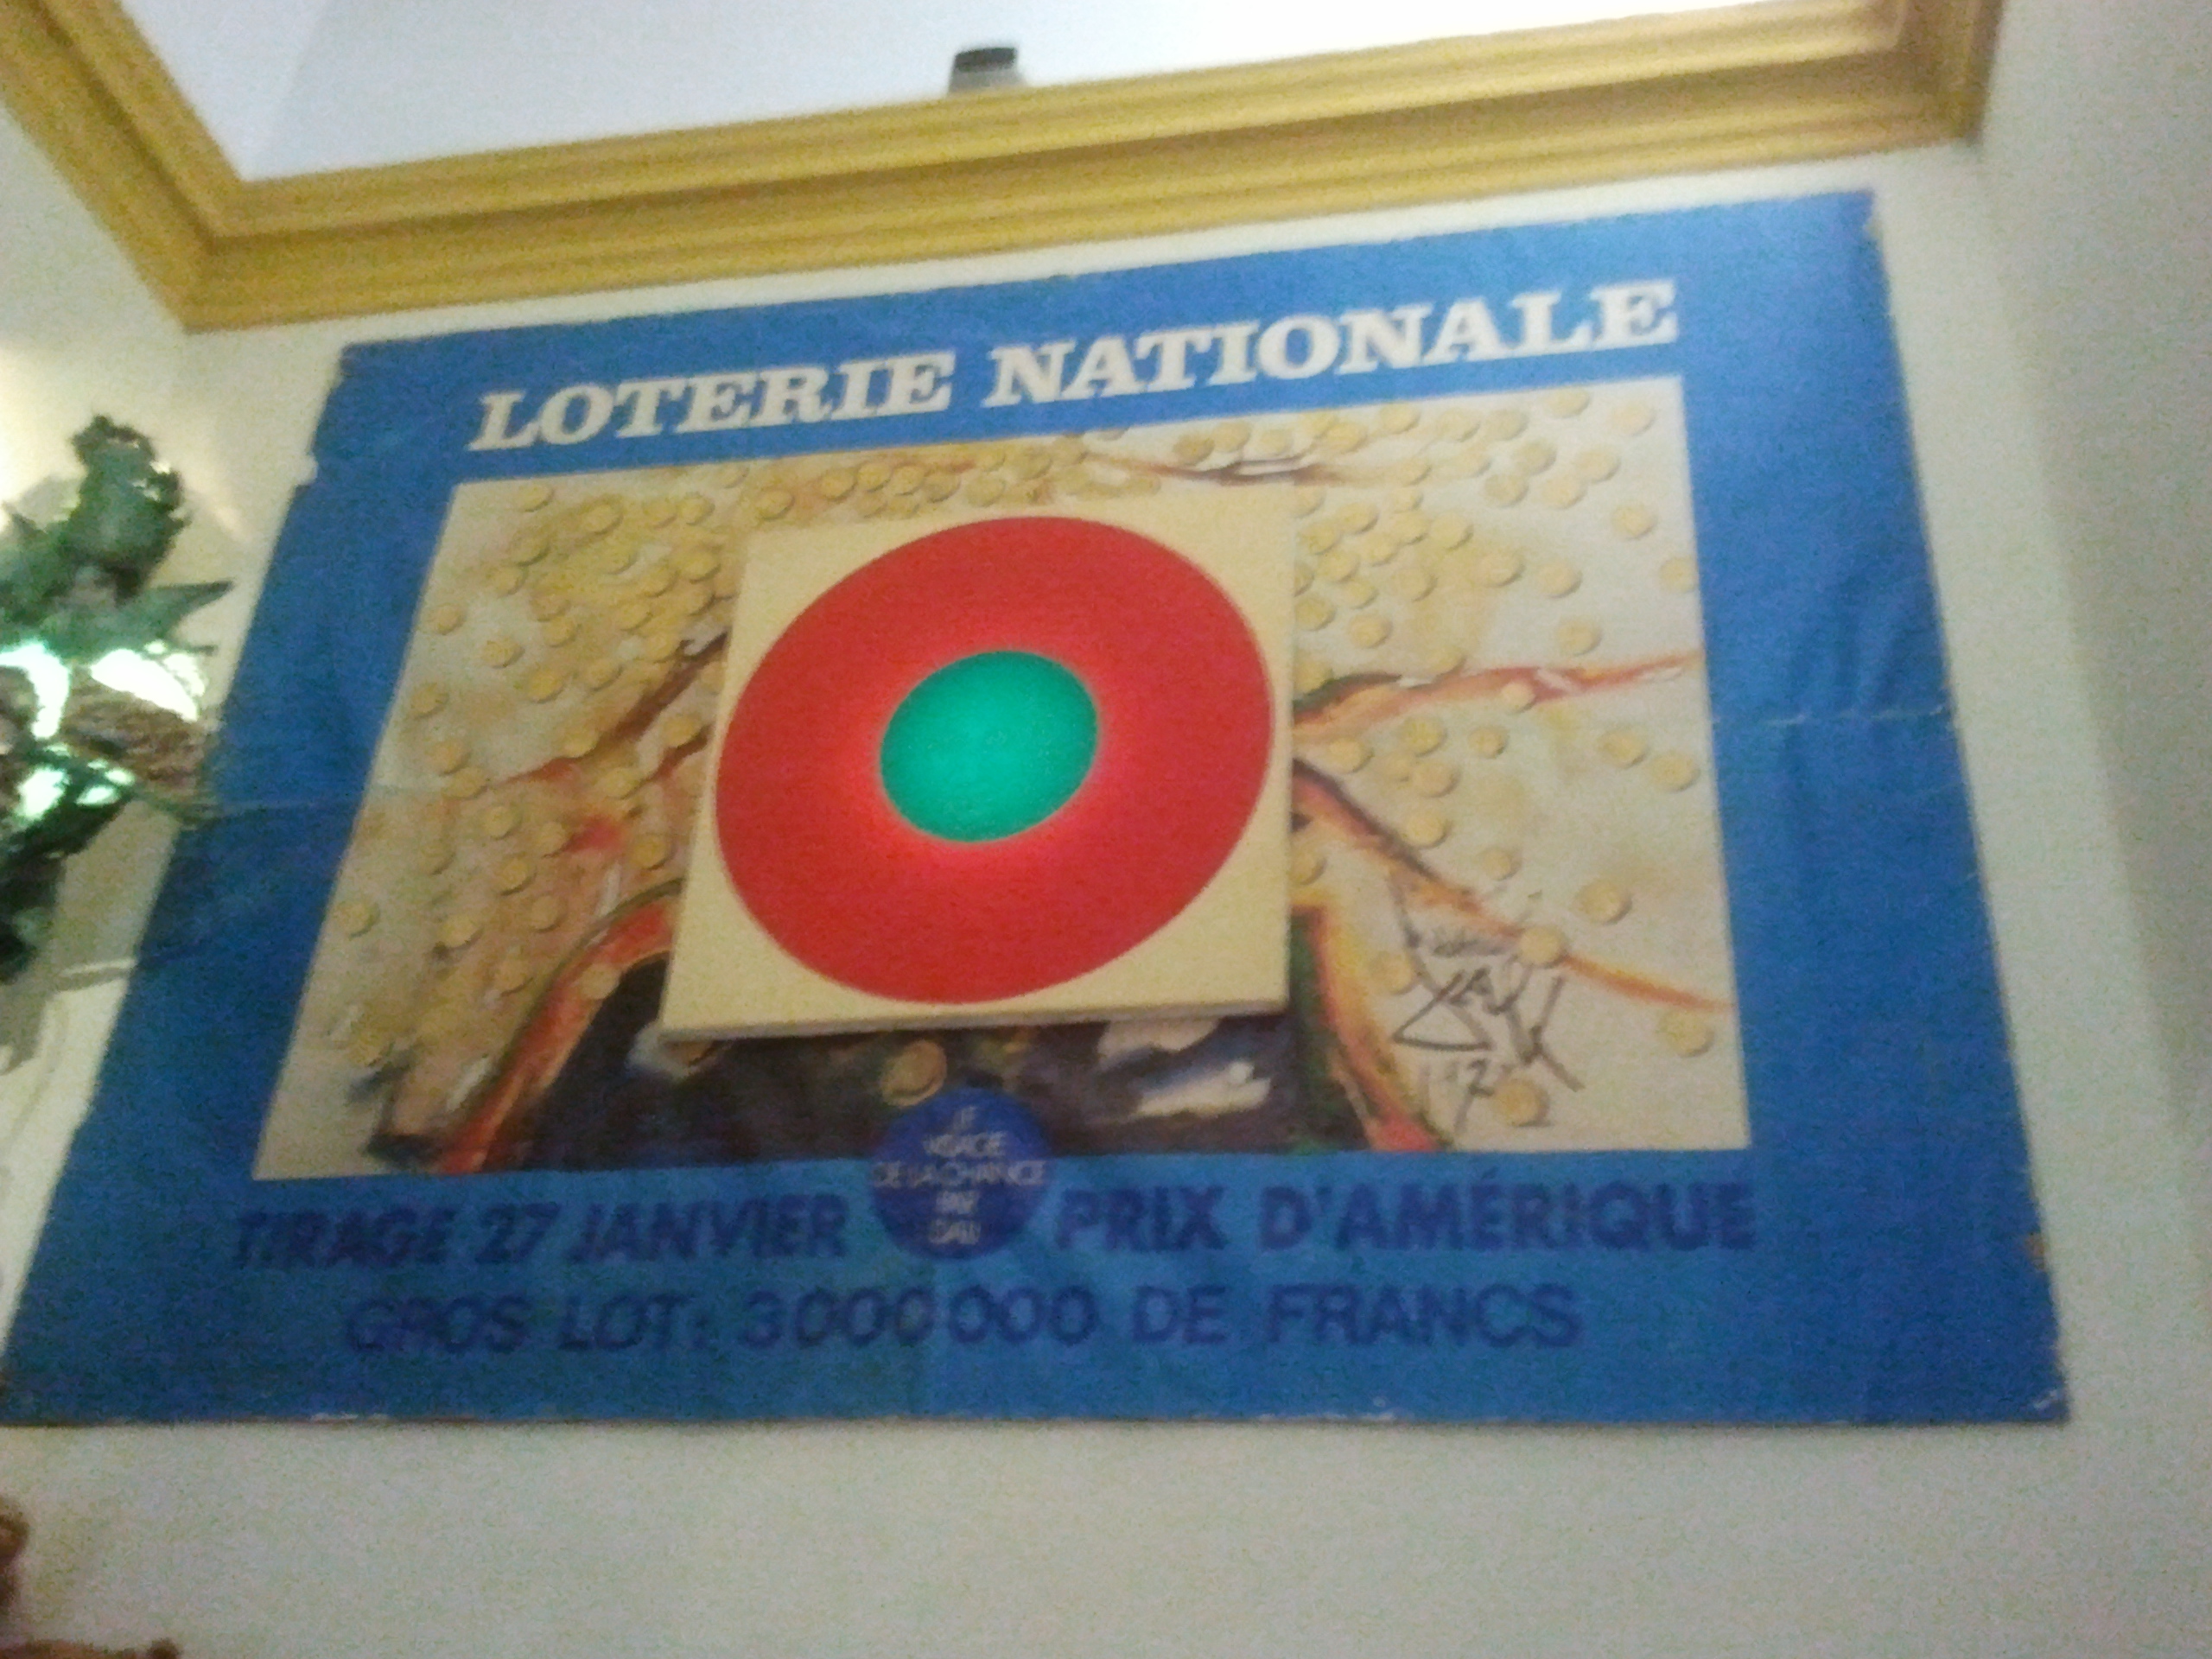 LOTERIE NATIONALE
Dalí
LE
VISAGE
DE LA CHANCE
PAR
DALI
TIRAGE 27 JANVIER PRIX D'AMÉRIQUE
GROS LOT: 3000000 DE FRANCS